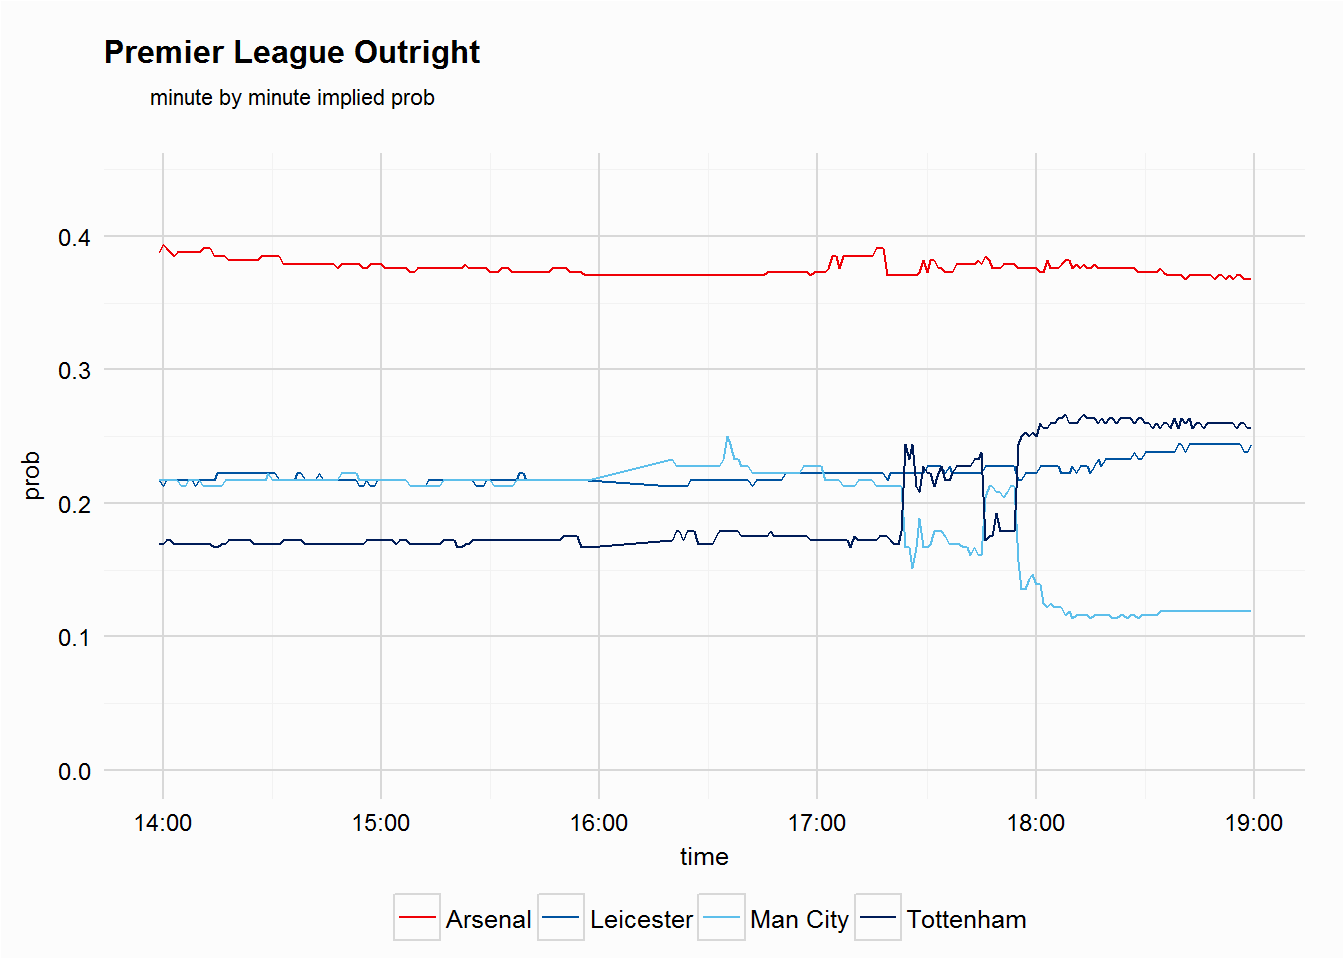 Premier League Outright
minute by minute implied prob
prob
0.4
0.3
0.2
0.1
0.0
14:00 15:00 16:00 17:00 18:00 19:00
time
Arsenal Leicester Man City Tottenham